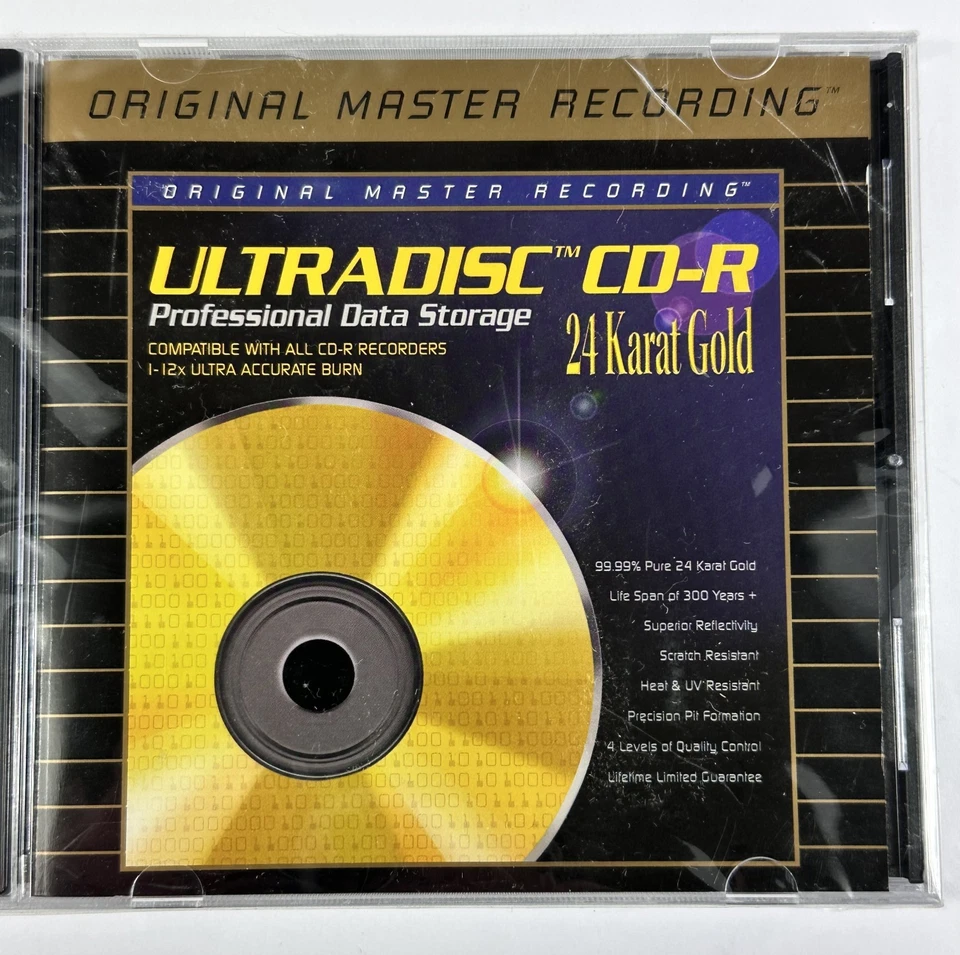 ORIGINAL MASTER RECORDING™
ORIGINAL MASTER RECORDING™
ULTRADISC™ CD-R
Professional Data Storage
24 Karat Gold
COMPATIBLE WITH ALL CD-R RECORDERS
1-12x ULTRA ACCURATE BURN
99.99% Pure 24 Karat Gold
Life Span of 300 Years +
Superior Reflectivity
Scratch Resistant
Heat & UV Resistant
Precision Pit Formation
4 Levels of Quality Control
Lifetime Limited Guarantee